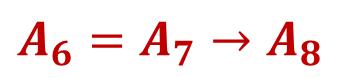 A₆ = A₇ → A₈